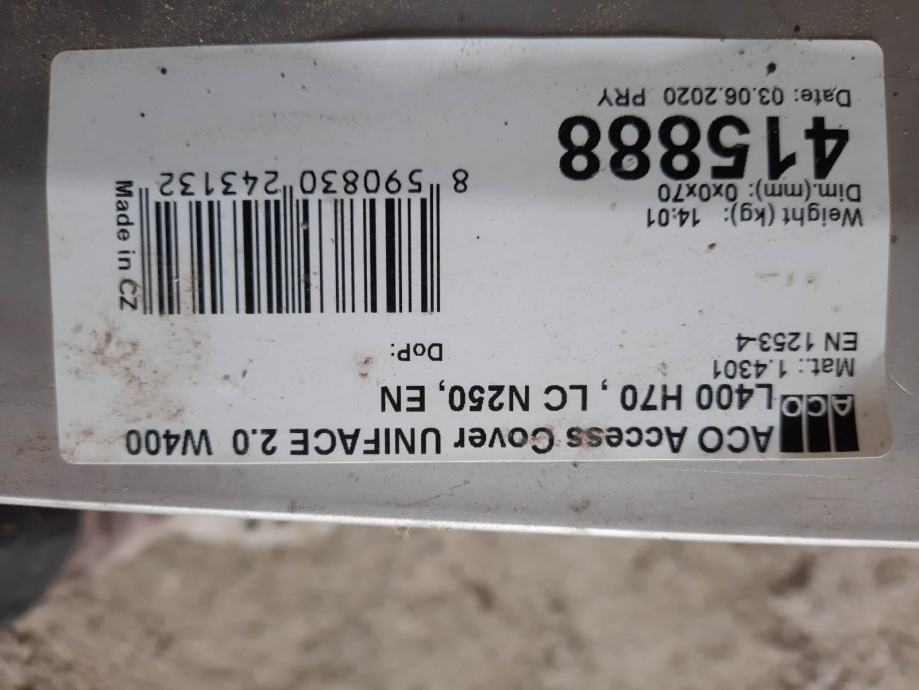 ACO
ACO Access Cover UNIFACE 2.0 W400
L400 H70 , LC N250, EN
Mat.: 1.4301
EN 1253-4
DoP:
Weight (kg): 14.01
Dim.(mm): 0x0x70
415888
Date: 03.06.2020 PRY
8 590830 243132
Made in CZ